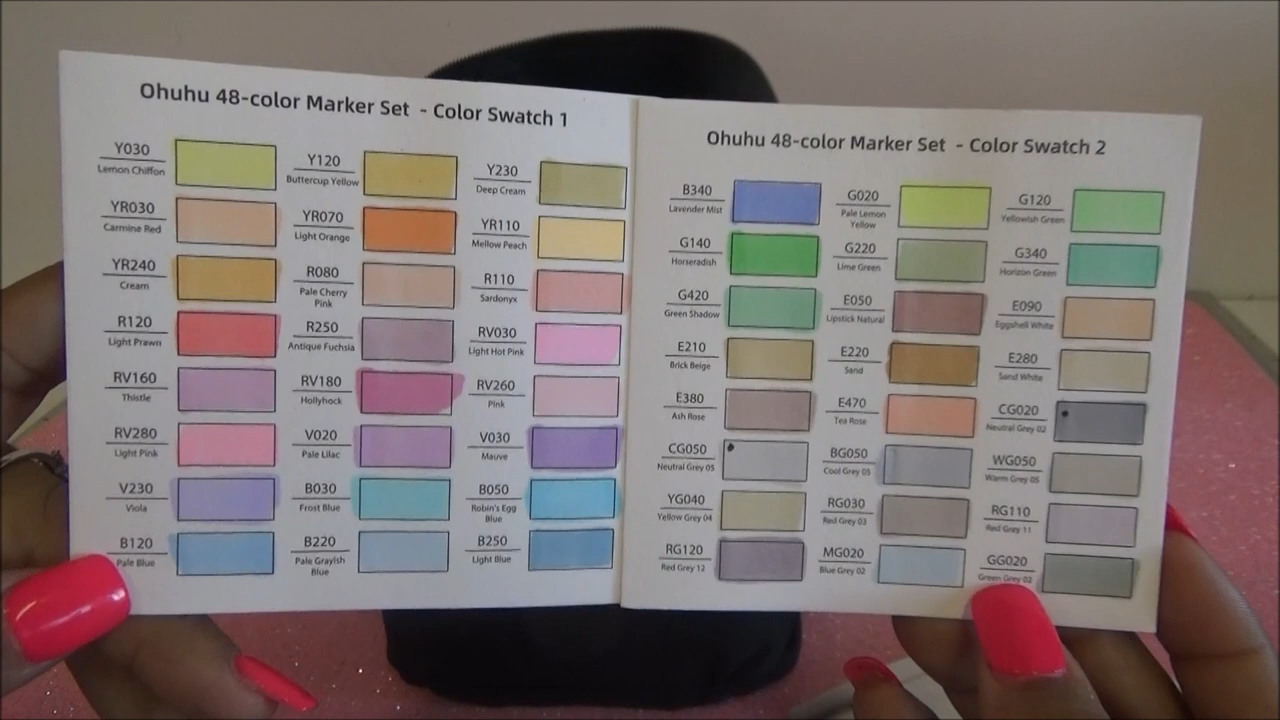 Ohuhu 48-color Marker Set - Color Swatch 1
Y030
Lemon Chiffon
Y120
Buttercup Yellow
Y230
Deep Cream
YR030
Carmine Red
YR070
Light Orange
YR110
Mellow Peach
YR240
Cream
R080
Pale Cherry
Pink
R110
Sardonyx
R120
Light Prawn
R250
Antique Fuchsia
RV030
Light Hot Pink
RV160
Thistle
RV180
Hollyhock
RV260
Pink
RV280
Light Pink
V020
Pale Lilac
V030
Mauve
V230
Viola
B030
Frost Blue
B050
Robin's Egg
Blue
B120
Pale Blue
B220
Pale Grayish
Blue
B250
Light Blue
Ohuhu 48-color Marker Set - Color Swatch 2
B340
Lavender Mist
G020
Pale Lemon
Yellow
G120
Yellowish Green
G140
Horseradish
G220
Lime Green
G340
Horizon Green
G420
Green Shadow
E050
Lipstick Natural
E090
Eggshell White
E210
Brick Beige
E220
Sand
E280
Sand White
E380
Ash Rose
E470
Tea Rose
CG020
Neutral Grey 02
CG050
Neutral Grey 05
BG050
Cool Grey 05
WG050
Warm Grey 05
YG040
Yellow Grey 04
RG030
Red Grey 03
RG110
Red Grey 11
RG120
Red Grey 12
MG020
Blue Grey 02
GG020
Green Grey 02